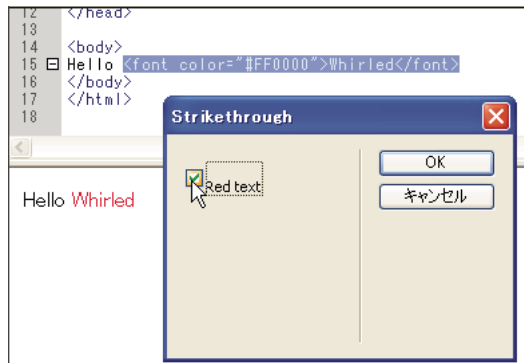 12 </head>
13
14 <body>
15 Hello <font color="#FF0000">Whirled</font>
16 </body>
17 </html>
18
Strikethrough
Red text
OK
キャンセル
Hello Whirled